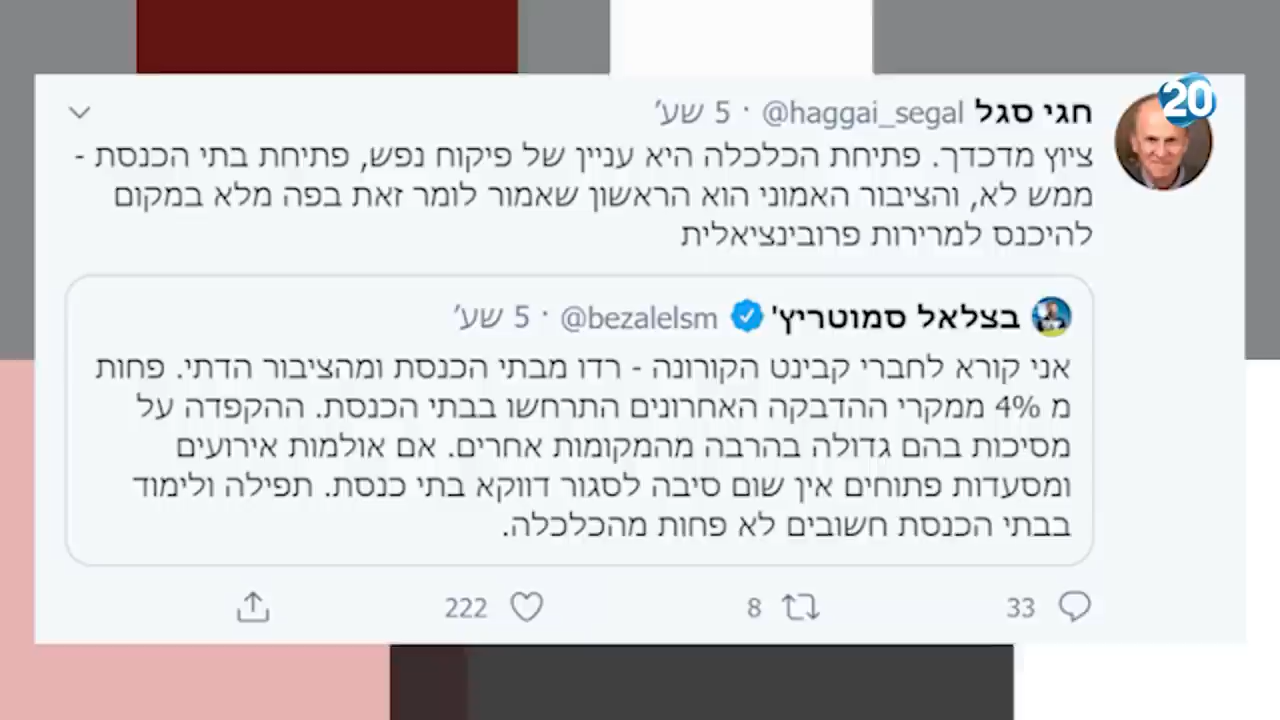 20
חגי סגל @haggai_segal · 5 שע'
ציוץ מדכדך. פתיחת הכלכלה היא עניין של פיקוח נפש, פתיחת בתי הכנסת -
ממש לא, והציבור האמוני הוא הראשון שאמור לומר זאת בפה מלא במקום
להיכנס למרירות פרובינציאלית
בצלאל סמוטריץ' @bezalelsm · 5 שע'
אני קורא לחברי קבינט הקורונה - רדו מבתי הכנסת ומהציבור הדתי. פחות
מ 4% ממקרי ההדבקה האחרונים התרחשו בבתי הכנסת. ההקפדה על
מסיכות בהם גדולה בהרבה מהמקומות אחרים. אם אולמות אירועים
ומסעדות פתוחים אין שום סיבה לסגור דווקא בתי כנסת. תפילה ולימוד
בבתי הכנסת חשובים לא פחות מהכלכלה.
33 8 222